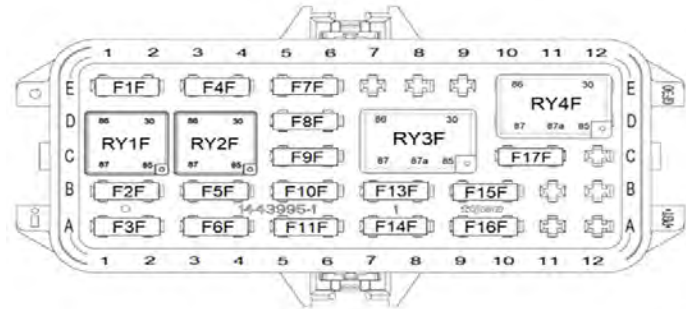 1 2 3 4 5 6 7 8 9 10 11 12
E F1F F4F F7F 86 30 E
RY4F
D 86 30 86 30 F8F 86 30 87 87a 85 D
RY1F RY2F RY3F
C 87 85 87 85 F9F 87 87a 85 F17F C
B F2F F5F F10F F13F F15F B
1443995-1 1
A F3F F6F F11F F14F F16F A
1 2 3 4 5 6 7 8 9 10 11 12